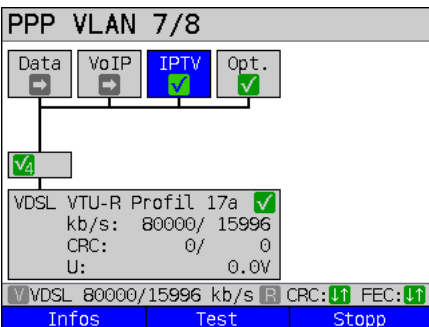 PPP VLAN 7/8
Data VoIP IPTV Opt.
4
VDSL VTU-R Profil 17a
kb/s: 80000/ 15996
CRC: 0/ 0
U: 0.0V
V VDSL 80000/15996 kb/s R CRC: FEC:
Infos Test Stopp